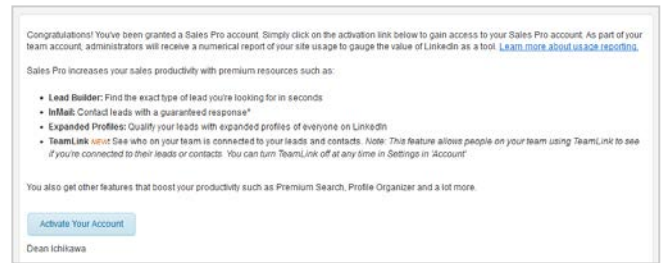 Congratulations! You've been granted a Sales Pro account. Simply click on the activation link below to gain access to your Sales Pro account. As part of your
team account, administrators will receive a numerical report of your site usage to gauge the value of LinkedIn as a tool. Learn more about usage reporting.
Sales Pro increases your sales productivity with premium resources such as:
• Lead Builder: Find the exact type of lead you're looking for in seconds
• InMail: Contact leads with a guaranteed response*
• Expanded Profiles: Qualify your leads with expanded profiles of everyone on LinkedIn
• TeamLink NEW! See who on your team is connected to your leads and contacts. Note: This feature allows people on your team using TeamLink to see
if you're connected to their leads or contacts. You can turn TeamLink off at any time in Settings in 'Account'
You also get other features that boost your productivity such as Premium Search, Profile Organizer and a lot more.
Activate Your Account
Dean Ichikawa